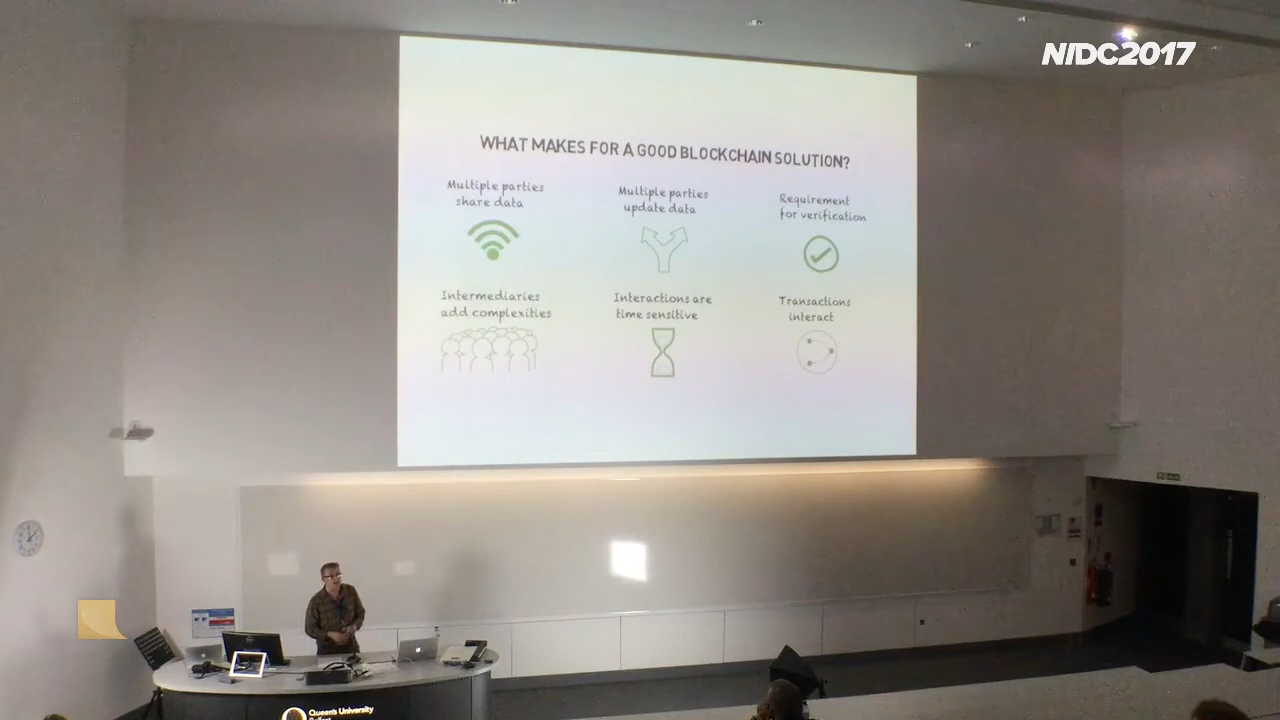 NIDC2017
WHAT MAKES FOR A GOOD BLOCKCHAIN SOLUTION?
Multiple parties
share data
Multiple parties
update data
Requirement
for verification
Intermediaries
add complexities
Interactions are
time sensitive
Transactions
interact
Queen's University